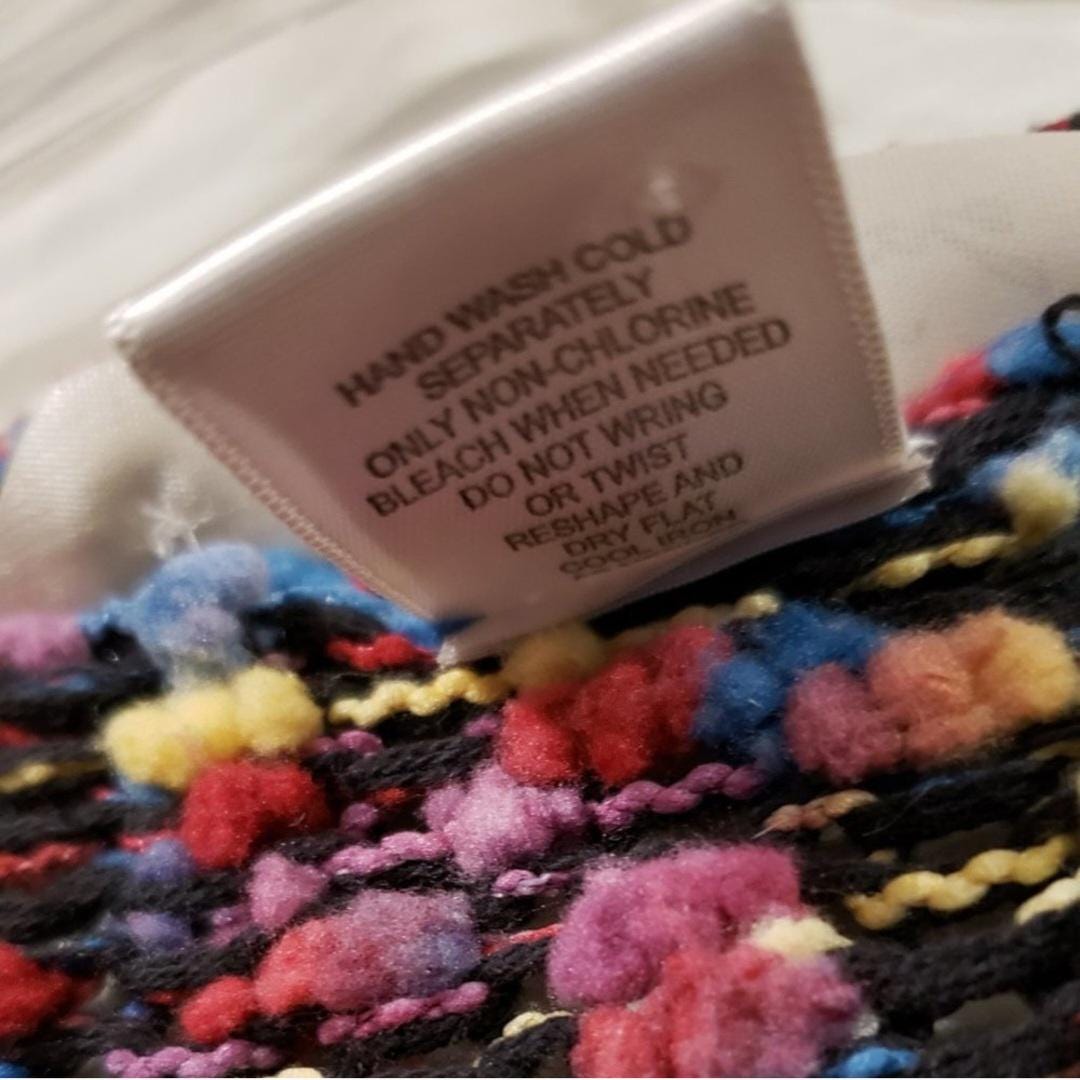 HAND WASH COLD
SEPARATELY
ONLY NON-CHLORINE
BLEACH WHEN NEEDED
DO NOT WRING
OR TWIST
RESHAPE AND
DRY FLAT
COOL IRON